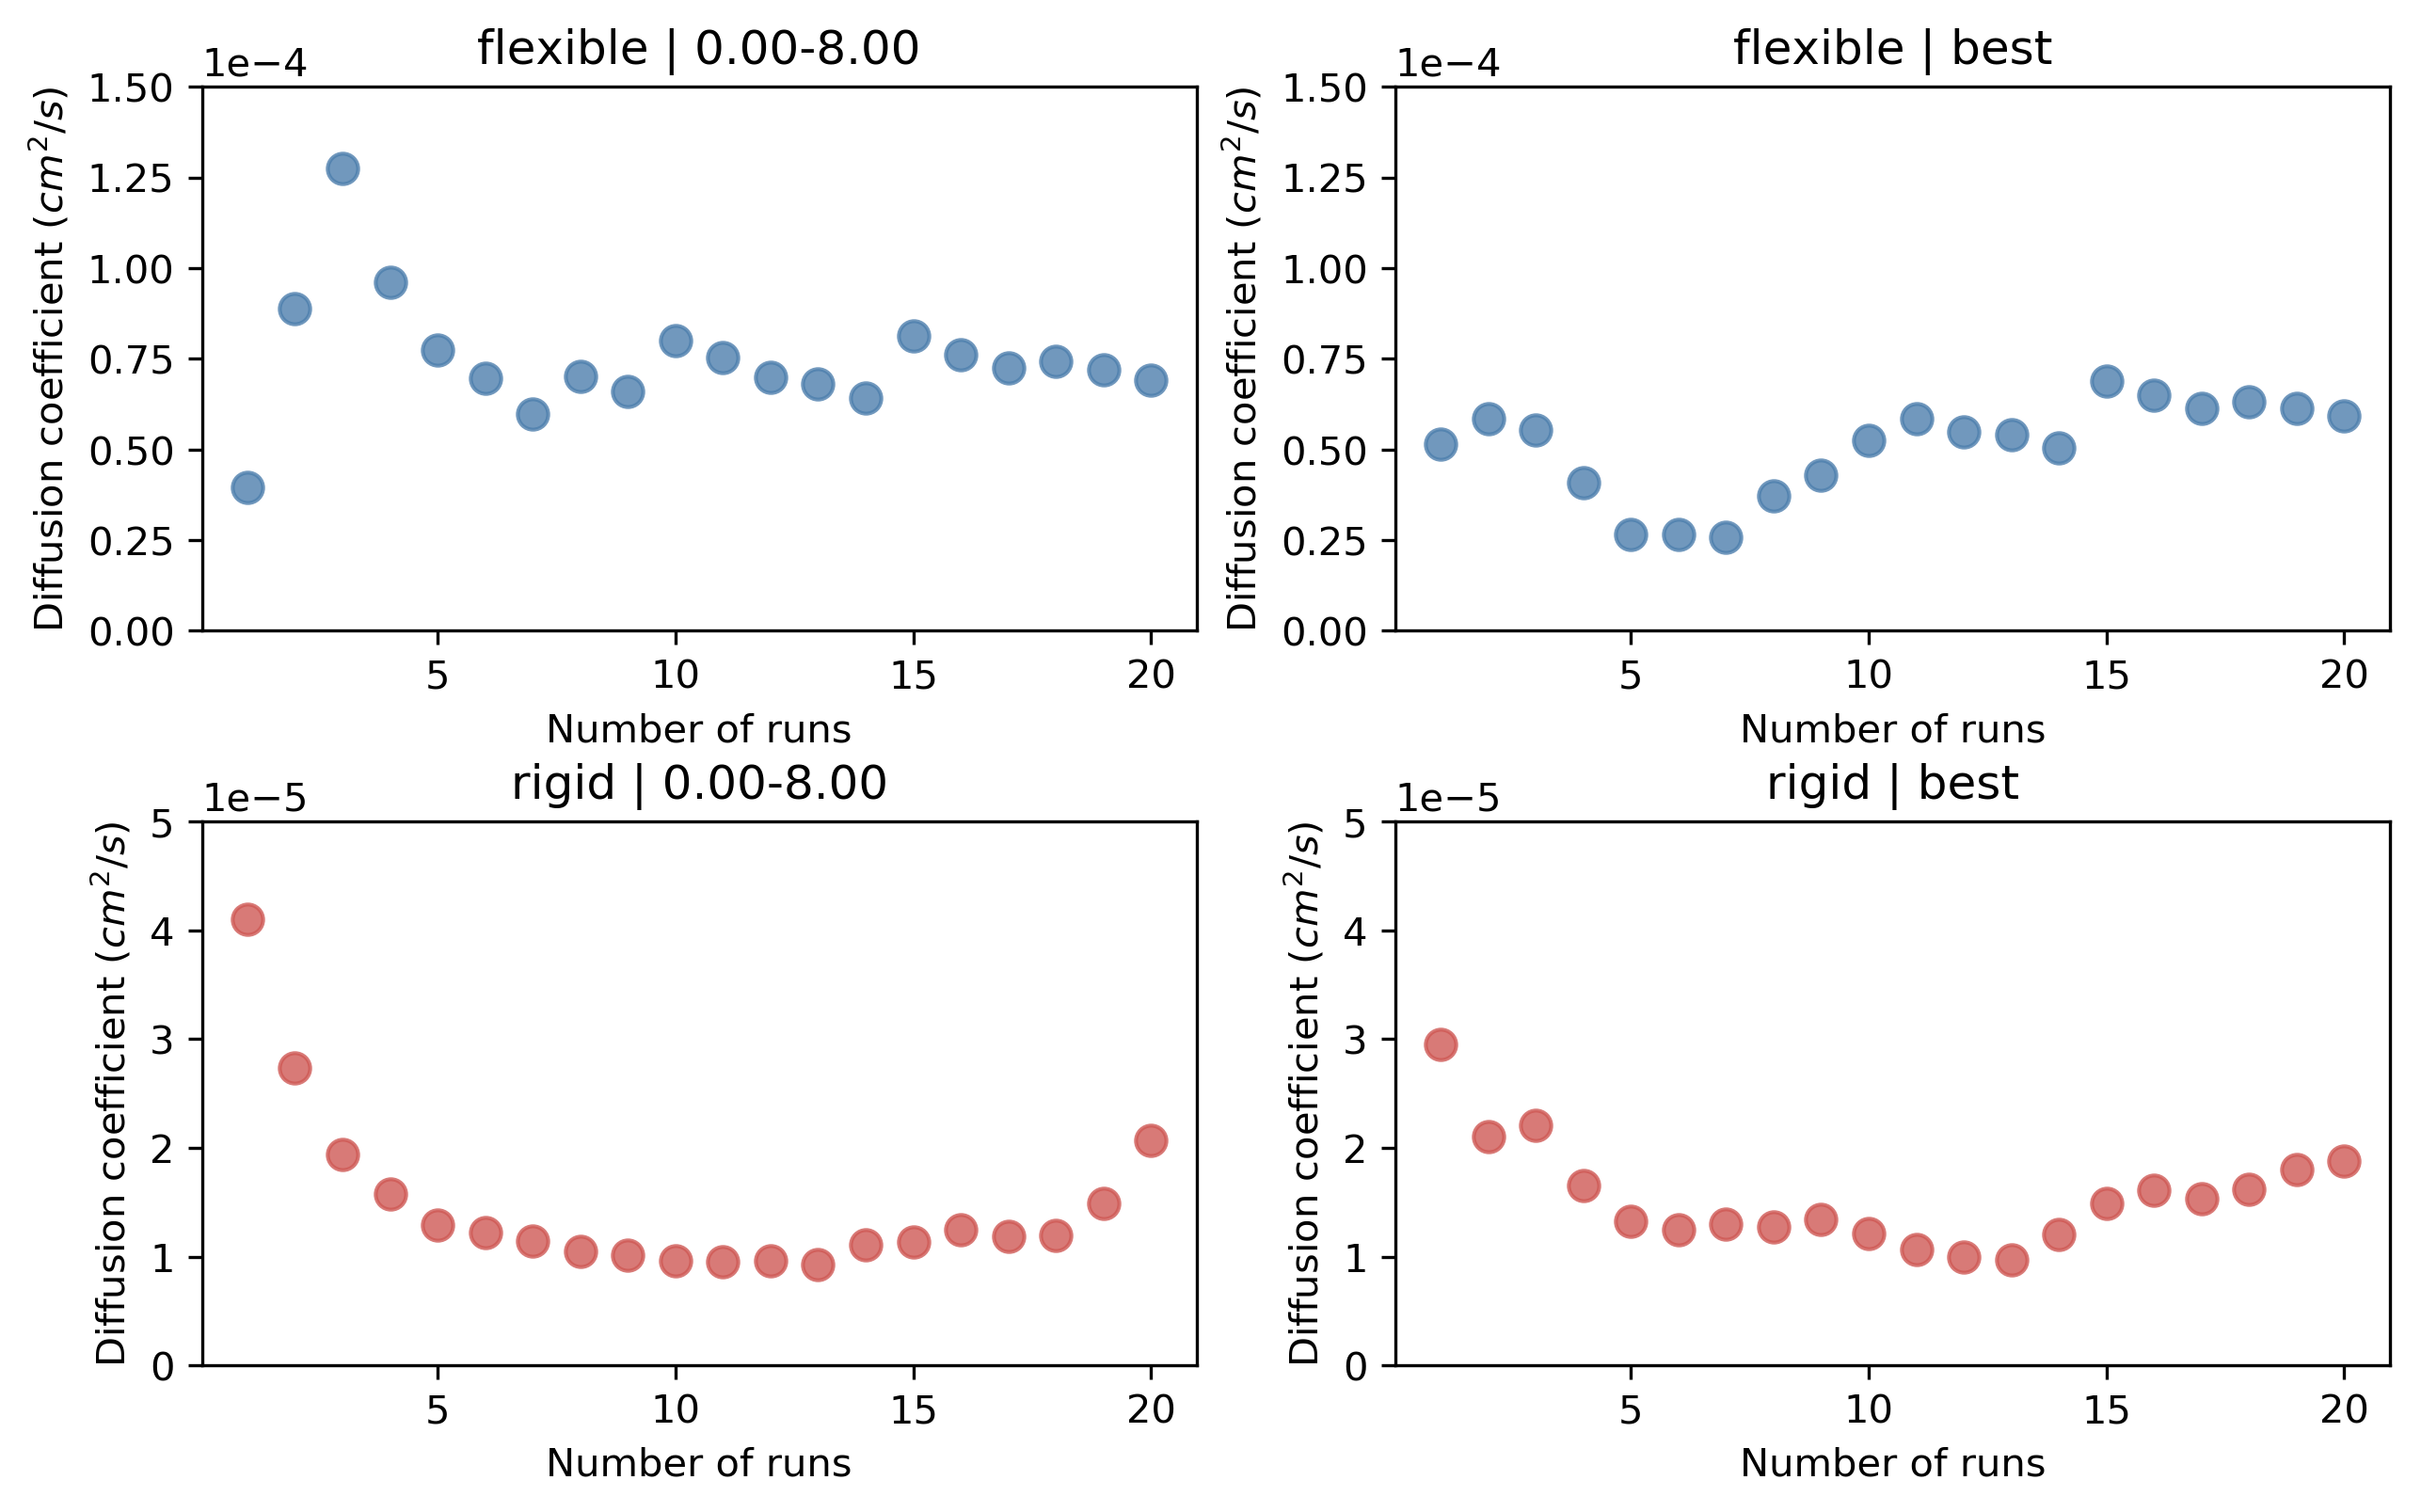 flexible | 0.00-8.00
1e−4
1.50
1.25
1.00
0.75
0.50
0.25
0.00
Diffusion coefficient (cm²/s)
5 10 15 20
Number of runs
flexible | best
1e−4
1.50
1.25
1.00
0.75
0.50
0.25
0.00
Diffusion coefficient (cm²/s)
5 10 15 20
Number of runs
rigid | 0.00-8.00
1e−5
5
4
3
2
1
0
Diffusion coefficient (cm²/s)
5 10 15 20
Number of runs
rigid | best
1e−5
5
4
3
2
1
0
Diffusion coefficient (cm²/s)
5 10 15 20
Number of runs